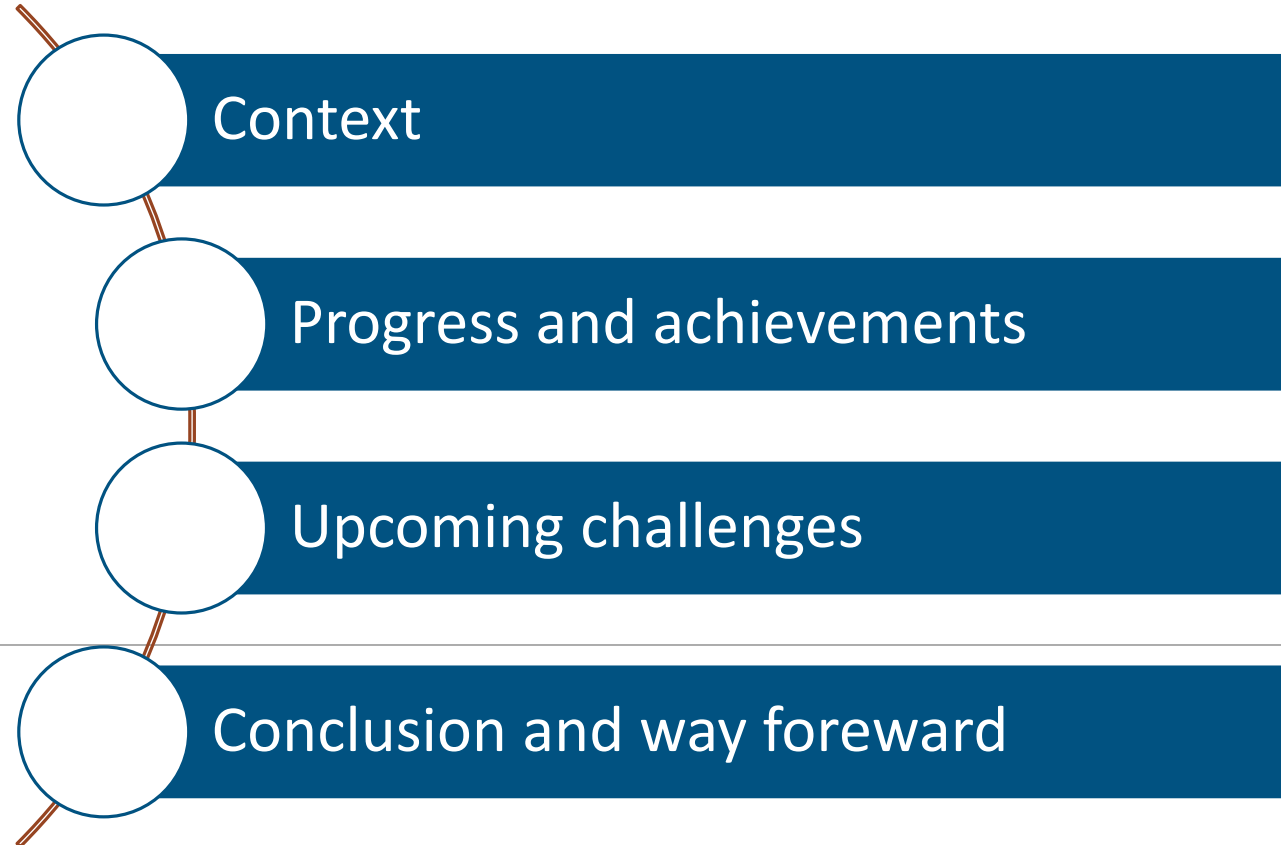 Context
Progress and achievements
Upcoming challenges
Conclusion and way foreward